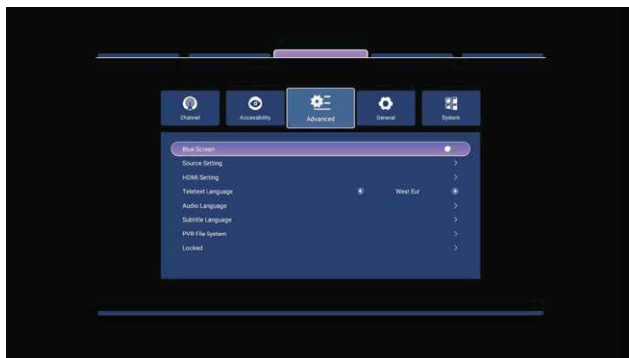 Channel
Accessability
Advanced
General
System
Blue Screen
Source Setting
HDMI Setting
Teletext Language West Eur
Audio Language
Subtitle Language
PVR File System
Locked